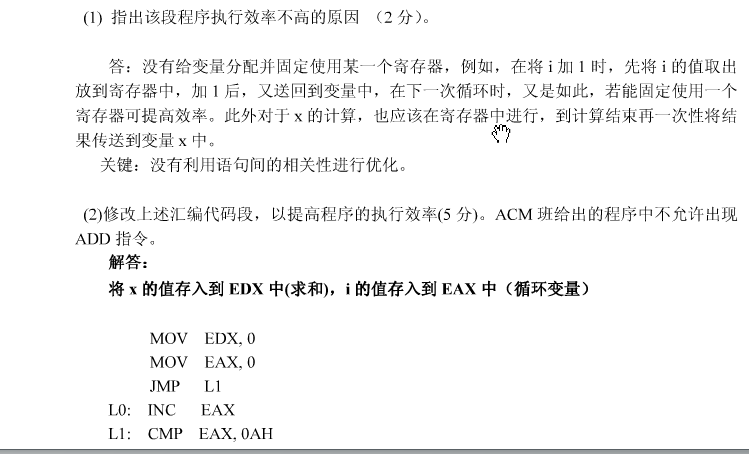 (1) 指出该段程序执行效率不高的原因 （2 分）。
答：没有给变量分配并固定使用某一个寄存器，例如，在将 i 加 1 时，先将 i 的值取出
放到寄存器中，加 1 后，又送回到变量中，在下一次循环时，又是如此，若能固定使用一个
寄存器可提高效率。此外对于 x 的计算，也应该在寄存器中进行，到计算结束再一次性将结
果传送到变量 x 中。
关键：没有利用语句间的相关性进行优化。
(2)修改上述汇编代码段，以提高程序的执行效率(5 分)。ACM 班给出的程序中不允许出现
ADD 指令。
解答：
将 x 的值存入到 EDX 中(求和)，i 的值存入到 EAX 中（循环变量）
MOV EDX, 0
MOV EAX, 0
JMP L1
L0: INC EAX
L1: CMP EAX, 0AH